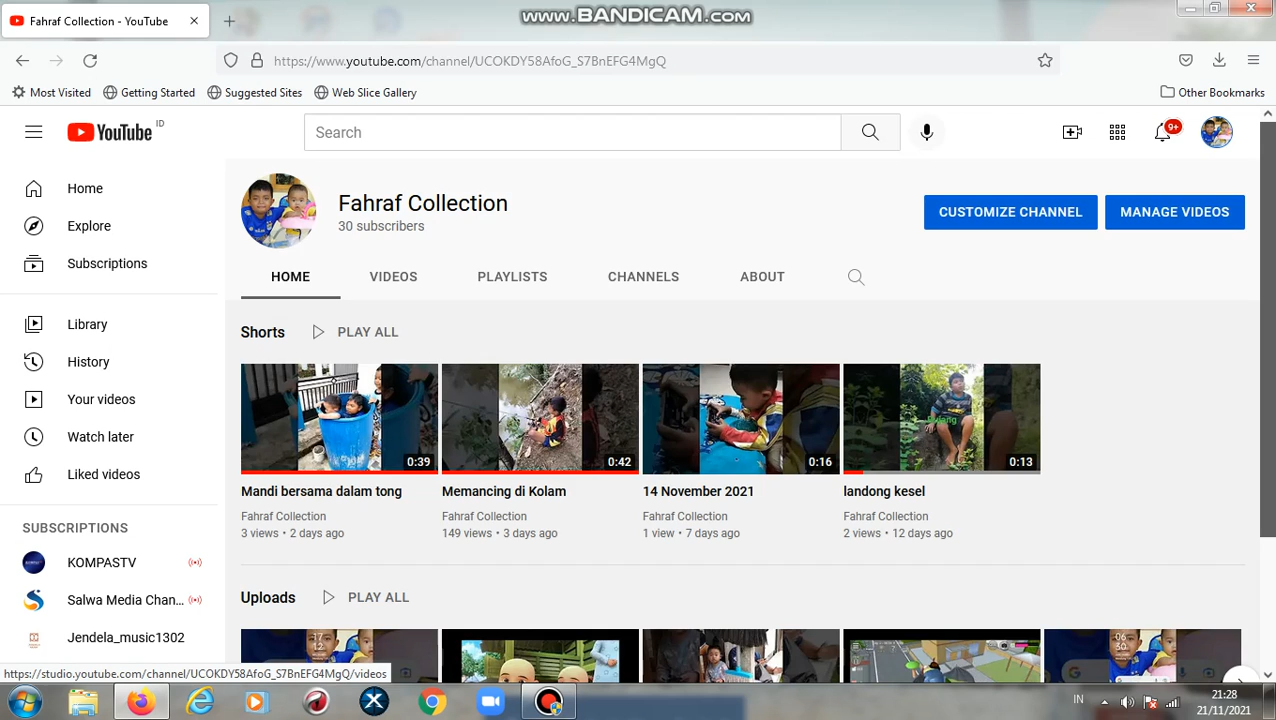 Fahraf Collection - YouTube
WWW.BANDICAM.COM
https://www.youtube.com/channel/UCOKDY58AfoG_S7BnEFG4MgQ
Most Visited Getting Started Suggested Sites Web Slice Gallery Other Bookmarks
YouTube ID
Search
9+
Home
Explore
Subscriptions
Library
History
Your videos
Watch later
Liked videos
SUBSCRIPTIONS
KOMPASTV
Salwa Media Chan...
Jendela_music1302
Fahraf Collection
30 subscribers
CUSTOMIZE CHANNEL MANAGE VIDEOS
HOME VIDEOS PLAYLISTS CHANNELS ABOUT
Shorts PLAY ALL
0:39 0:42 0:16 0:13
Mandi bersama dalam tong
Fahraf Collection
3 views • 2 days ago
Memancing di Kolam
Fahraf Collection
149 views • 3 days ago
14 November 2021
Fahraf Collection
1 view • 7 days ago
landong kesel
Fahraf Collection
2 views • 12 days ago
Uploads PLAY ALL
17
12
06
30
https://studio.youtube.com/channel/UCOKDY58AfoG_S7BnEFG4MgQ/videos
IN
21:28
21/11/2021